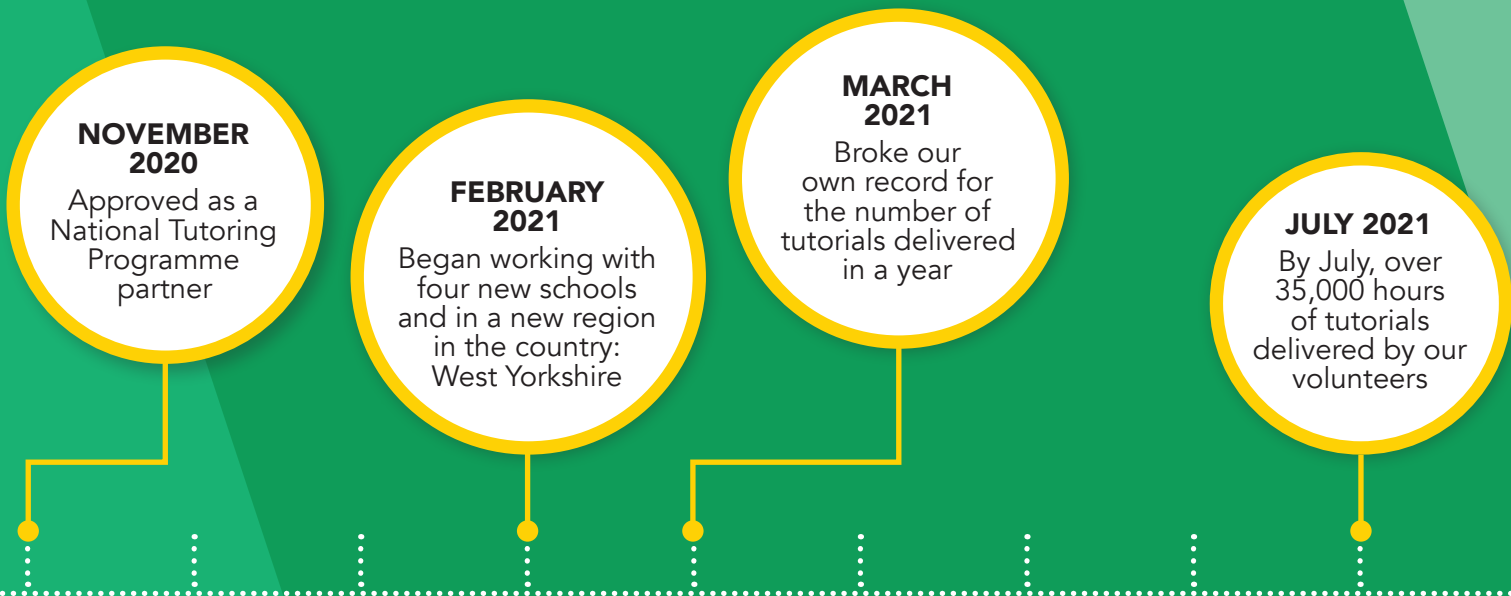 NOVEMBER
2020
Approved as a
National Tutoring
Programme
partner
FEBRUARY
2021
Began working with
four new schools
and in a new region
in the country:
West Yorkshire
MARCH
2021
Broke our
own record for
the number of
tutorials delivered
in a year
JULY 2021
By July, over
35,000 hours
of tutorials
delivered by our
volunteers